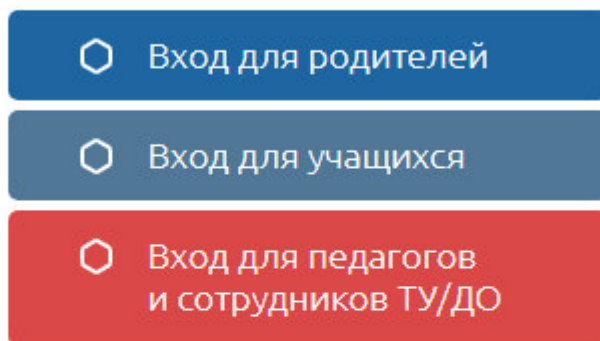 Вход для родителей
Вход для учащихся
Вход для педагогов
и сотрудников ТУ/ДО